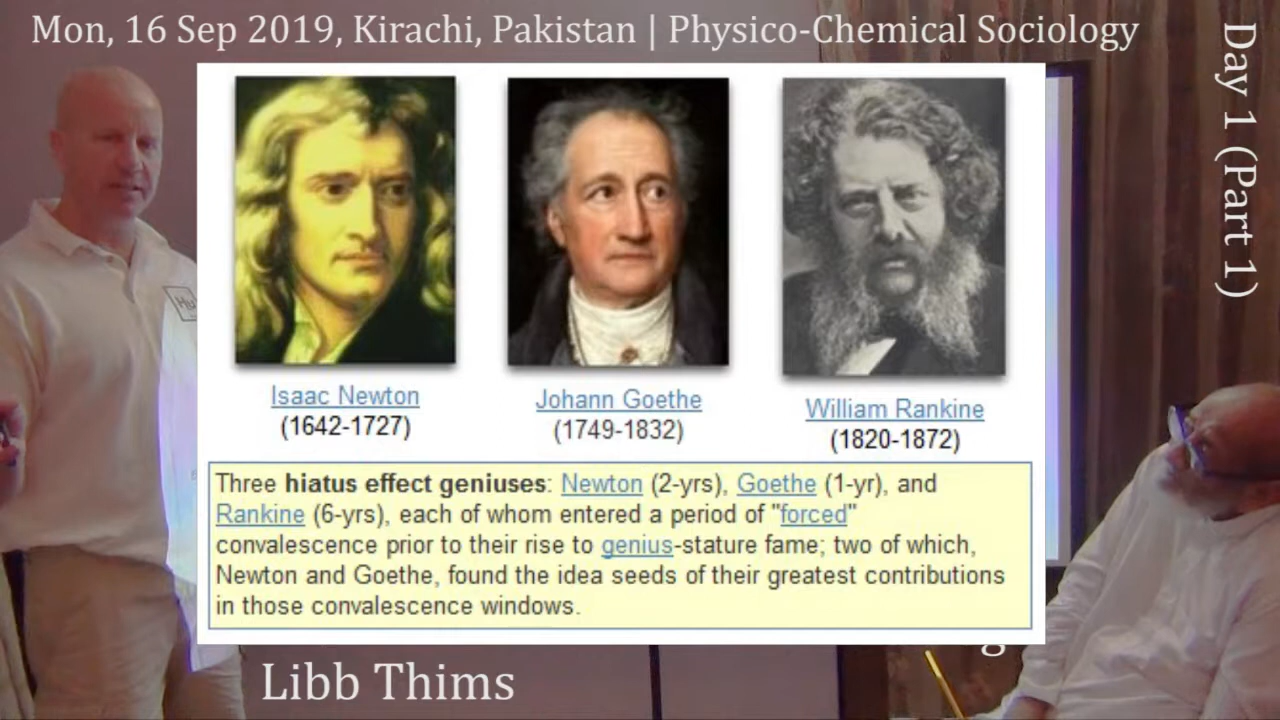 Mon, 16 Sep 2019, Kirachi, Pakistan | Physico-Chemical Sociology
Day 1 (Part 1)
Hu
Isaac Newton
(1642-1727)
Johann Goethe
(1749-1832)
William Rankine
(1820-1872)
Three hiatus effect geniuses: Newton (2-yrs), Goethe (1-yr), and
Rankine (6-yrs), each of whom entered a period of "forced"
convalescence prior to their rise to genius-stature fame; two of which,
Newton and Goethe, found the idea seeds of their greatest contributions
in those convalescence windows.
Libb Thims